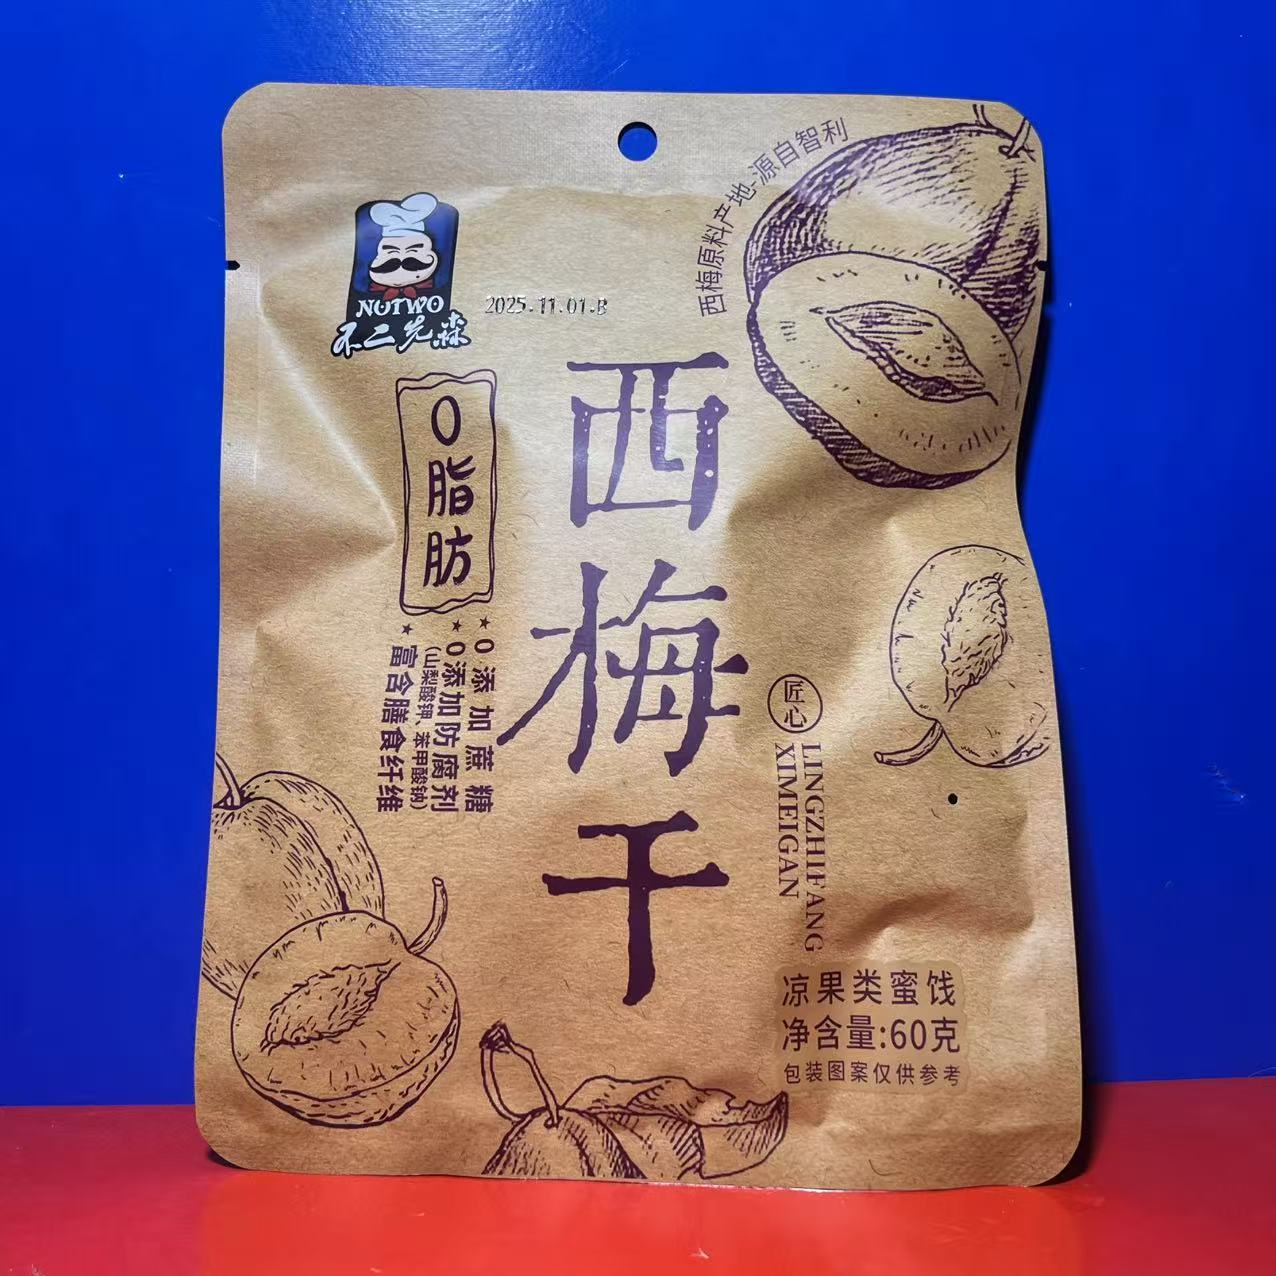 西梅原料产地-源自智利
NOTWO
不二先森
2025.11.01.B
西梅干
0脂肪
★0添加蔗糖
★0添加防腐剂
(山梨酸钾、苯甲酸钠)
★富含膳食纤维
匠心
LINGZHIFANG
XIMEIGAN
凉果类蜜饯
净含量:60克
包装图案仅供参考